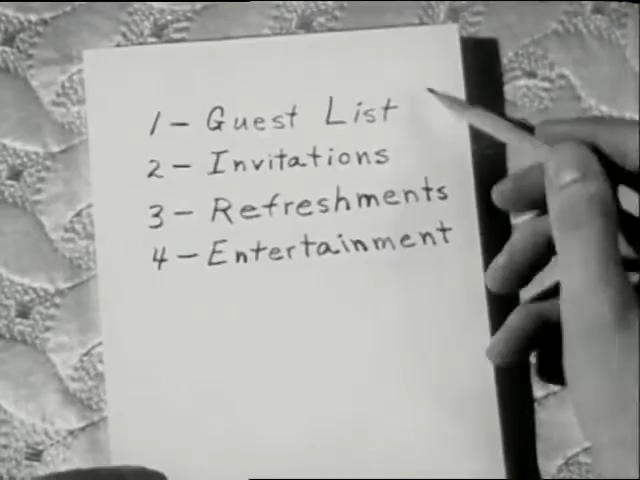 1 - Guest List
2 - Invitations
3 - Refreshments
4 - Entertainment